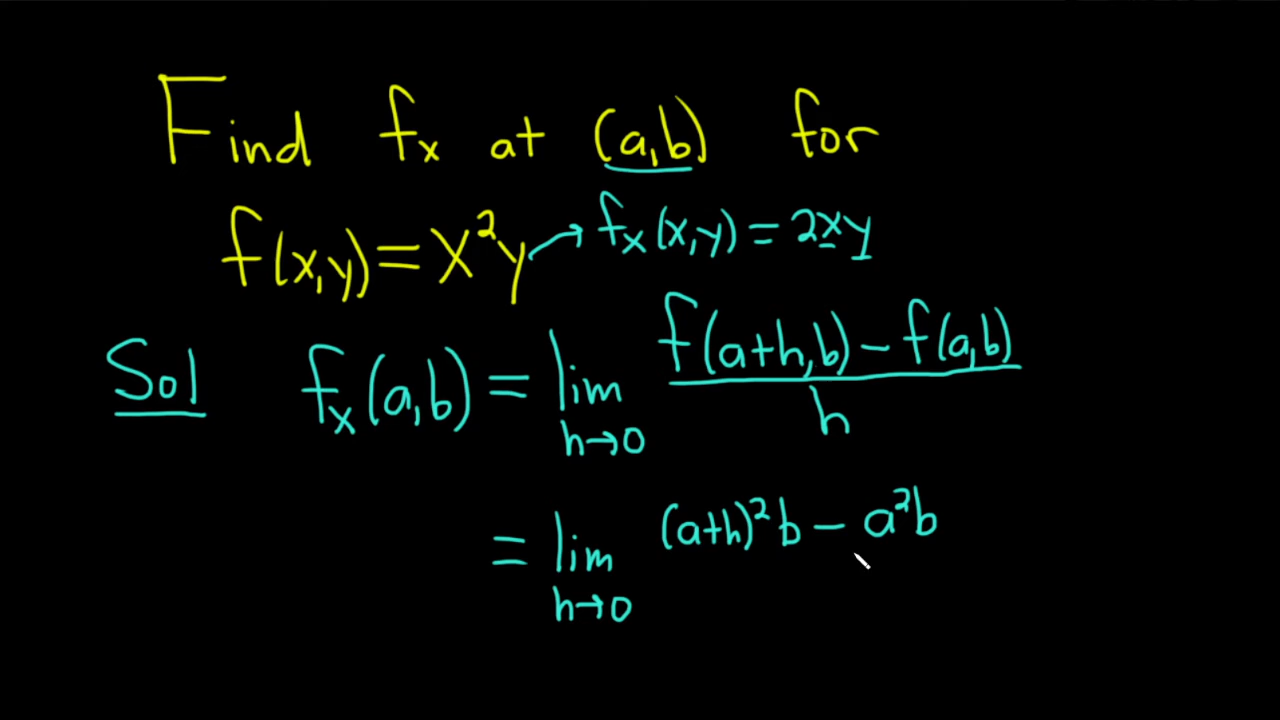 Find fx at (a,b) for
f(x,y)=x²y → fx(x,y) = 2xy
Sol fx(a,b) = lim h→0 f(a+h,b) - f(a,b) / h
= lim h→0 (a+h)²b - a²b